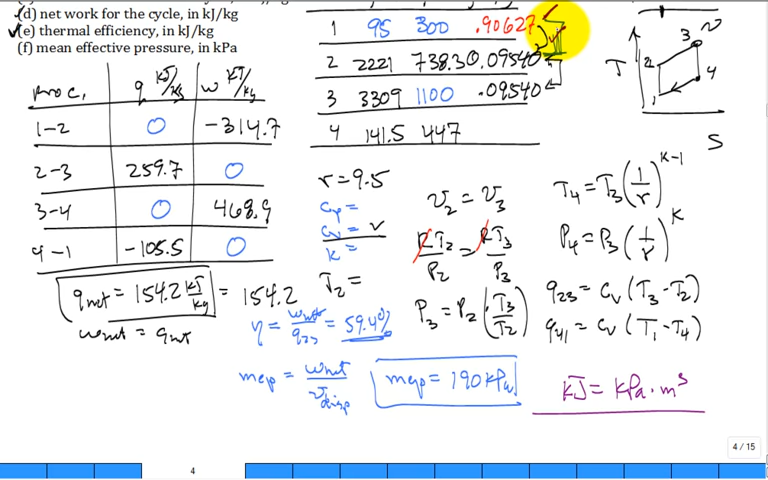 (d) net work for the cycle, in kJ/kg
(e) thermal efficiency, in kJ/kg
(f) mean effective pressure, in kPa
1 95 300 .90627
2 2221 738.3 0.09540
3 3309 1100 .09540
4 141.5 447
T
1
2
3
4
S
Proc. q kJ/kg w kJ/kg
1-2 0 -314.7
2-3 259.7 0
3-4 0 468.9
4-1 -105.5 0
qnet = 154.2 kJ/kg = 154.2
wnet = qnet
r = 9.5
cp =
cv = v
k =
T2 =
η = wnet/q23 = 59.4%
mep = wnet/vdisp
mep = 190 kPa
v2 = v3
RT2/P2 = RT3/P3
P3 = P2 (T3/T2)
T4 = T3 (1/r)^k-1
P4 = P3 (1/r)^k
q23 = cv (T3 - T2)
q41 = cv (T1 - T4)
kJ = kPa·m³
4 / 15
4